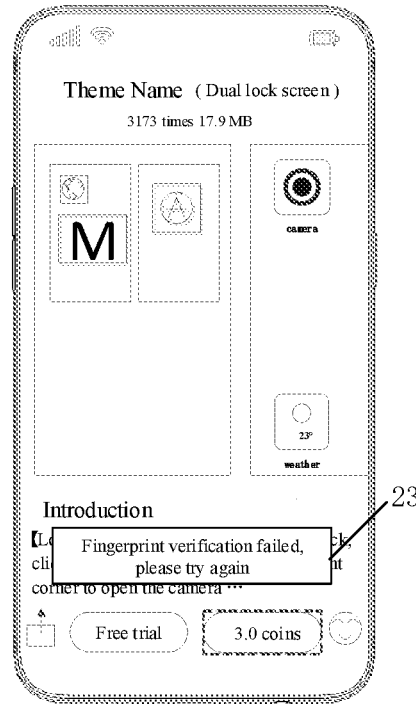 Theme Name ( Dual lock screen )
3173 times 17.9 MB
M
A
camera
23°
weather
Introduction
Fingerprint verification failed,
please try again
corner to open the camera ···
Free trial
3.0 coins
23